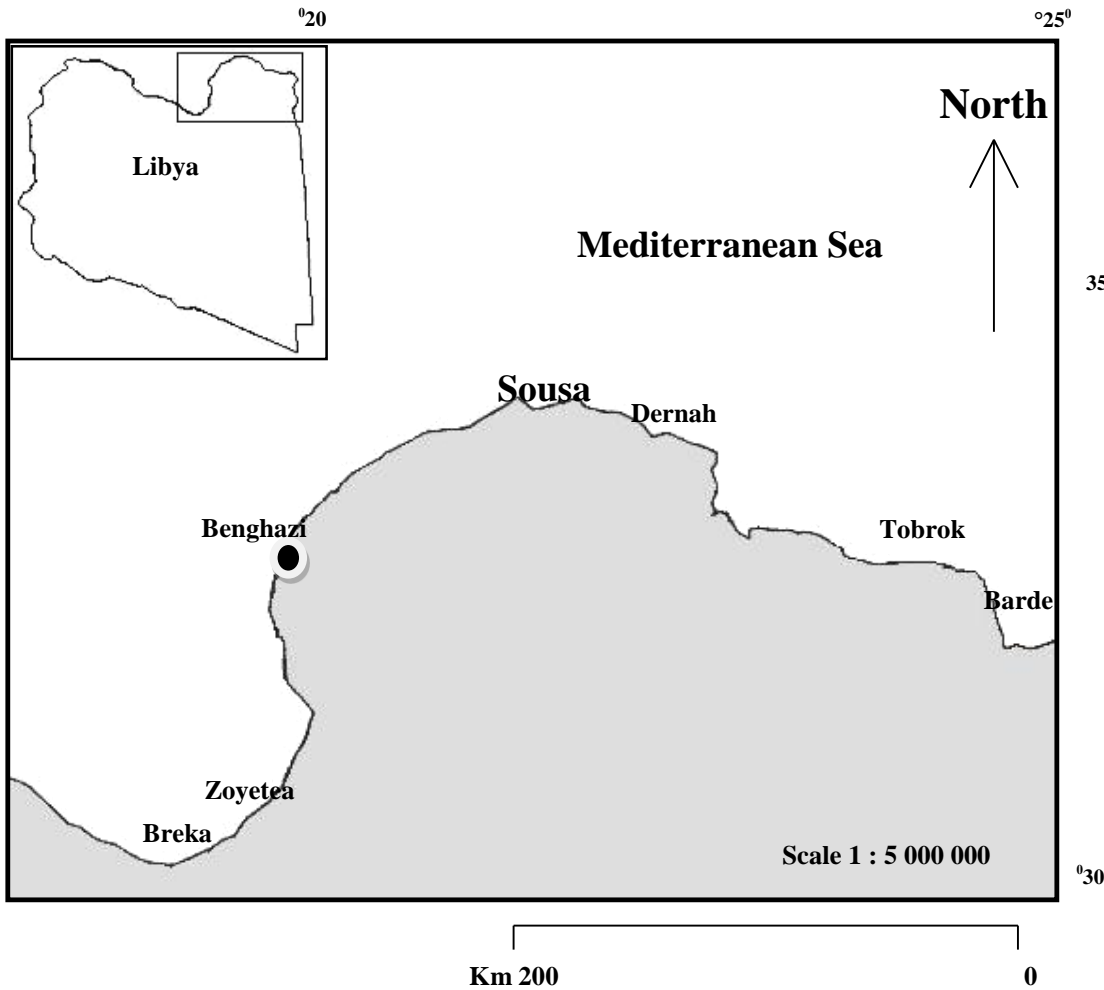 ⁰20
°25⁰
North
Libya
Mediterranean Sea
35
Sousa
Dernah
Benghazi
Tobrok
Barde
Zoyetea
Breka
Scale 1 : 5 000 000
⁰30
Km 200
0